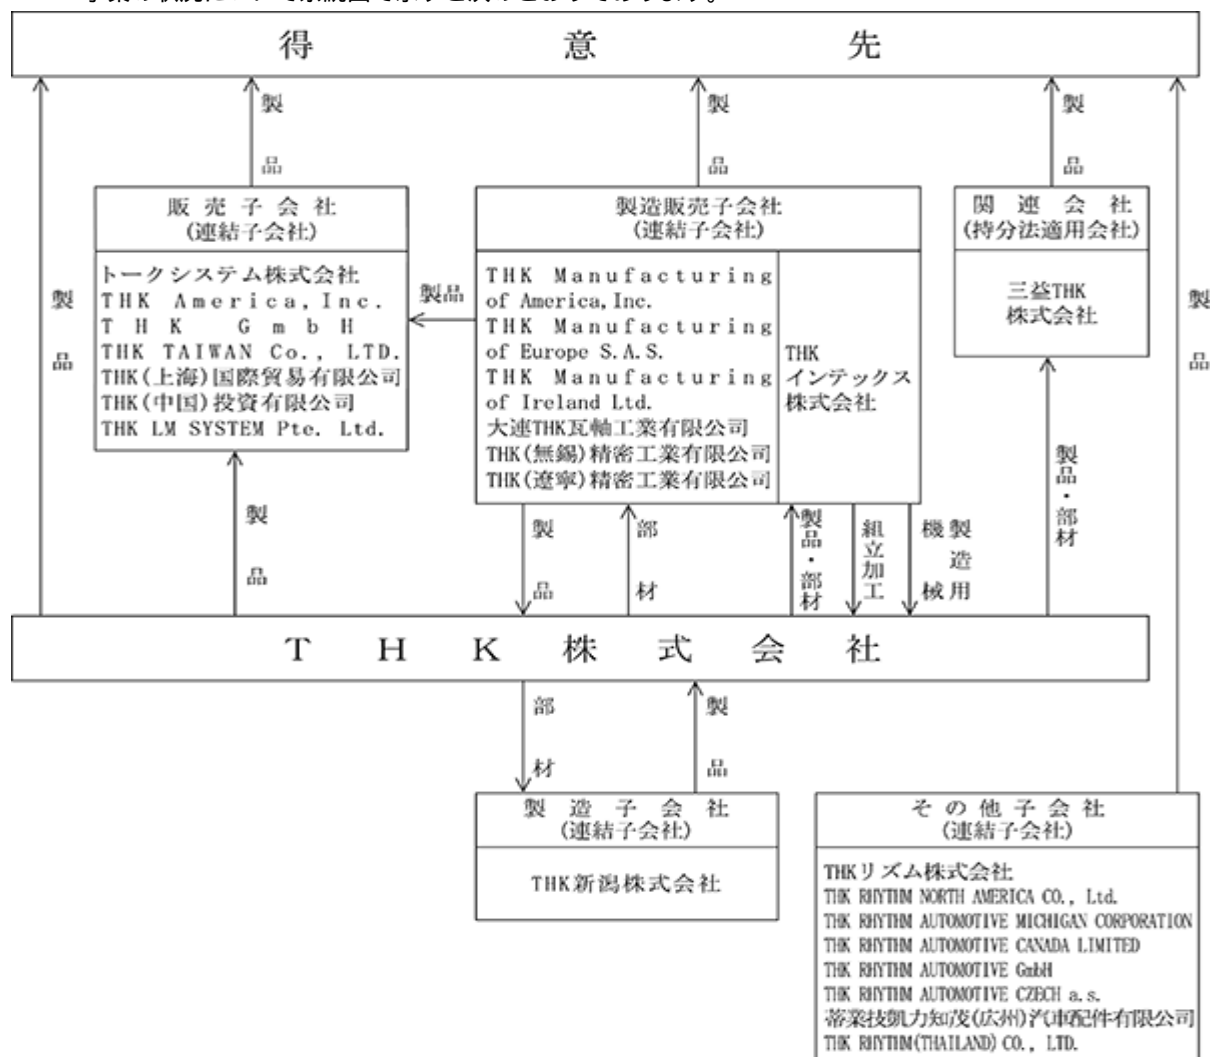 得意先
製品
製品
製品
製品
製品
販売子会社
(連結子会社)
トークシステム株式会社
THK America,Inc.
THK GmbH
THK TAIWAN Co., LTD.
THK(上海)国際貿易有限公司
THK(中国)投資有限公司
THK LM SYSTEM Pte. Ltd.
製品
製造販売子会社
(連結子会社)
THK Manufacturing
of America,Inc.
THK Manufacturing
of Europe S.A.S.
THK Manufacturing
of Ireland Ltd.
大連THK瓦軸工業有限公司
THK(無錫)精密工業有限公司
THK(遼寧)精密工業有限公司
THK
インテックス
株式会社
関連会社
(持分法適用会社)
三益THK
株式会社
製品
製品
部材
製品・部材
組立加工
製造用
機械
製品・部材
THK株式会社
部材
製品
製造子会社
(連結子会社)
THK新潟株式会社
その他子会社
(連結子会社)
THKリズム株式会社
THK RHYTHM NORTH AMERICA CO., Ltd.
THK RHYTHM AUTOMOTIVE MICHIGAN CORPORATION
THK RHYTHM AUTOMOTIVE CANADA LIMITED
THK RHYTHM AUTOMOTIVE GmbH
THK RHYTHM AUTOMOTIVE CZECH a.s.
蒂業技凱力知茂(広州)汽車配件有限公司
THK RHYTHM(THAILAND) CO., LTD.